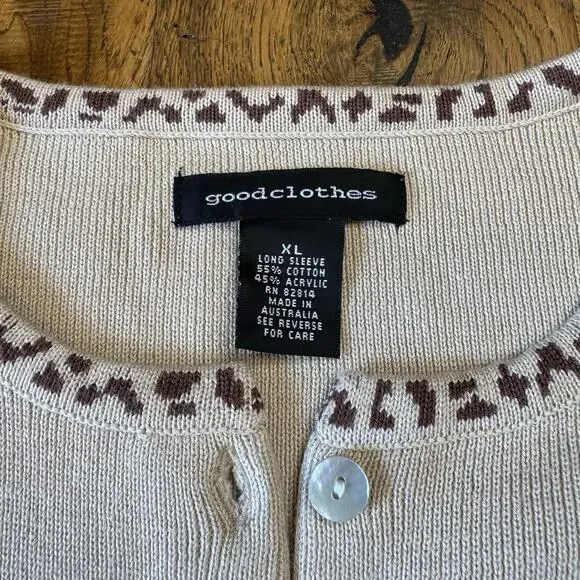 goodclothes
XL
LONG SLEEVE
55% COTTON
45% ACRYLIC
RN 82814
MADE IN
AUSTRALIA
SEE REVERSE
FOR CARE